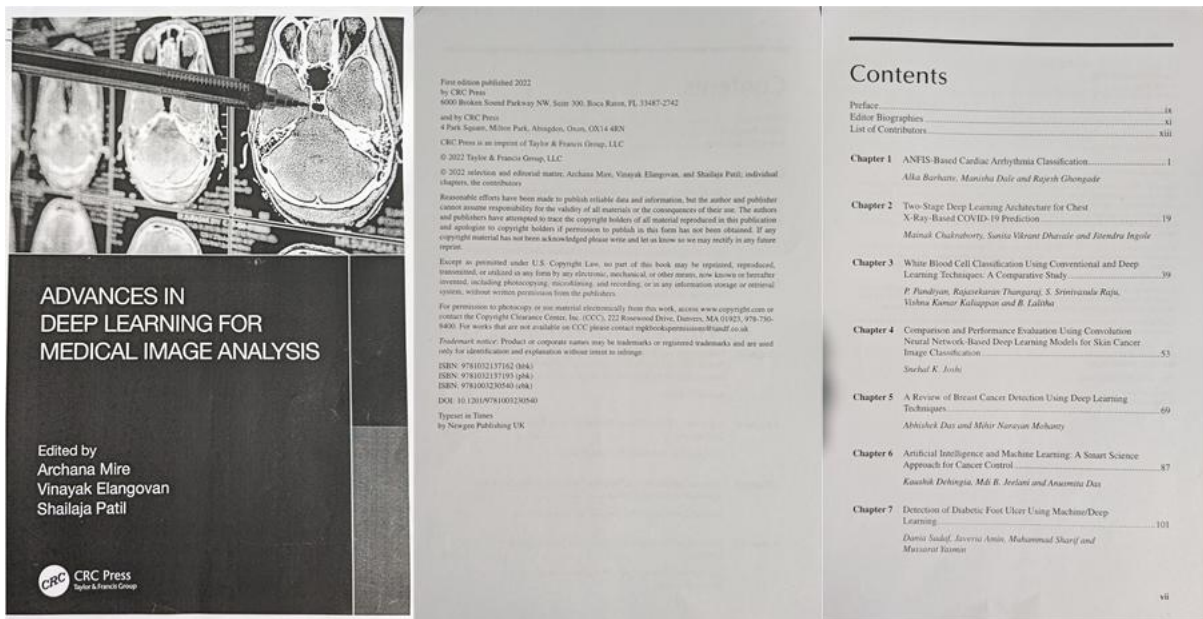 ADVANCES IN
DEEP LEARNING FOR
MEDICAL IMAGE ANALYSIS
Edited by
Archana Mire
Vinayak Elangovan
Shailaja Patil
CRC
CRC Press
Taylor & Francis Group
First edition published 2022
by CRC Press
6000 Broken Sound Parkway NW, Suite 300, Boca Raton, FL 33487-2742
and by CRC Press
4 Park Square, Milton Park, Abingdon, Oxon, OX14 4RN
CRC Press is an imprint of Taylor & Francis Group, LLC
© 2022 Taylor & Francis Group, LLC
© 2022 selection and editorial matter, Archana Mire, Vinayak Elangovan, and Shailaja Patil; individual
chapters, the contributors
Reasonable efforts have been made to publish reliable data and information, but the author and publisher
cannot assume responsibility for the validity of all materials or the consequences of their use. The authors
and publishers have attempted to trace the copyright holders of all material reproduced in this publication
and apologize to copyright holders if permission to publish in this form has not been obtained. If any
copyright material has not been acknowledged please write and let us know so we may rectify in any future
reprint.
Except as permitted under U.S. Copyright Law, no part of this book may be reprinted, reproduced,
transmitted, or utilized in any form by any electronic, mechanical, or other means, now known or hereafter
invented, including photocopying, microfilming, and recording, or in any information storage or retrieval
system, without written permission from the publishers.
For permission to photocopy or use material electronically from this work, access www.copyright.com or
contact the Copyright Clearance Center, Inc. (CCC), 222 Rosewood Drive, Danvers, MA 01923, 978-750-
8400. For works that are not available on CCC please contact mpkbookspermissions@tandf.co.uk
Trademark notice: Product or corporate names may be trademarks or registered trademarks and are used
only for identification and explanation without intent to infringe.
ISBN: 9781032137162 (hbk)
ISBN: 9781032137193 (pbk)
ISBN: 9781003230540 (ebk)
DOI: 10.1201/9781003230540
Typeset in Times
by Newgen Publishing UK
Contents
Preface ix
Editor Biographies xi
List of Contributors xiii
Chapter 1 ANFIS-Based Cardiac Arrhythmia Classification 1
Alka Barhatte, Manisha Dale and Rajesh Ghongade
Chapter 2 Two-Stage Deep Learning Architecture for Chest
X-Ray-Based COVID-19 Prediction 19
Mainak Chakraborty, Sunita Vikrant Dhavale and Jitendra Ingole
Chapter 3 White Blood Cell Classification Using Conventional and Deep
Learning Techniques: A Comparative Study 39
P. Pandiyan, Rajasekaran Thangaraj, S. Srinivasulu Raju,
Vishnu Kumar Kaliappan and B. Lalitha
Chapter 4 Comparison and Performance Evaluation Using Convolution
Neural Network-Based Deep Learning Models for Skin Cancer
Image Classification 53
Snehal K. Joshi
Chapter 5 A Review of Breast Cancer Detection Using Deep Learning
Techniques 69
Abhishek Das and Mihir Narayan Mohanty
Chapter 6 Artificial Intelligence and Machine Learning: A Smart Science
Approach for Cancer Control 87
Kaushik Dehingia, Mdi B. Jeelani and Anusmita Das
Chapter 7 Detection of Diabetic Foot Ulcer Using Machine/Deep
Learning 101
Dania Sadaf, Javeria Amin, Muhammad Sharif and
Mussarat Yasmin
vii